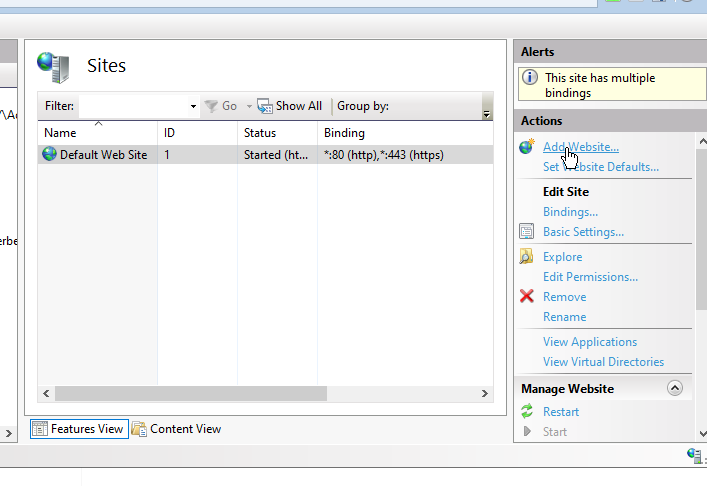 Sites
Filter:
Go
Show All
Group by:
Name
ID
Status
Binding
Default Web Site
1
Started (ht...
*:80 (http),*:443 (https)
Features View
Content View
Alerts
This site has multiple
bindings
Actions
Add Website...
Set Website Defaults...
Edit Site
Bindings...
Basic Settings...
Explore
Edit Permissions...
Remove
Rename
View Applications
View Virtual Directories
Manage Website
Restart
Start